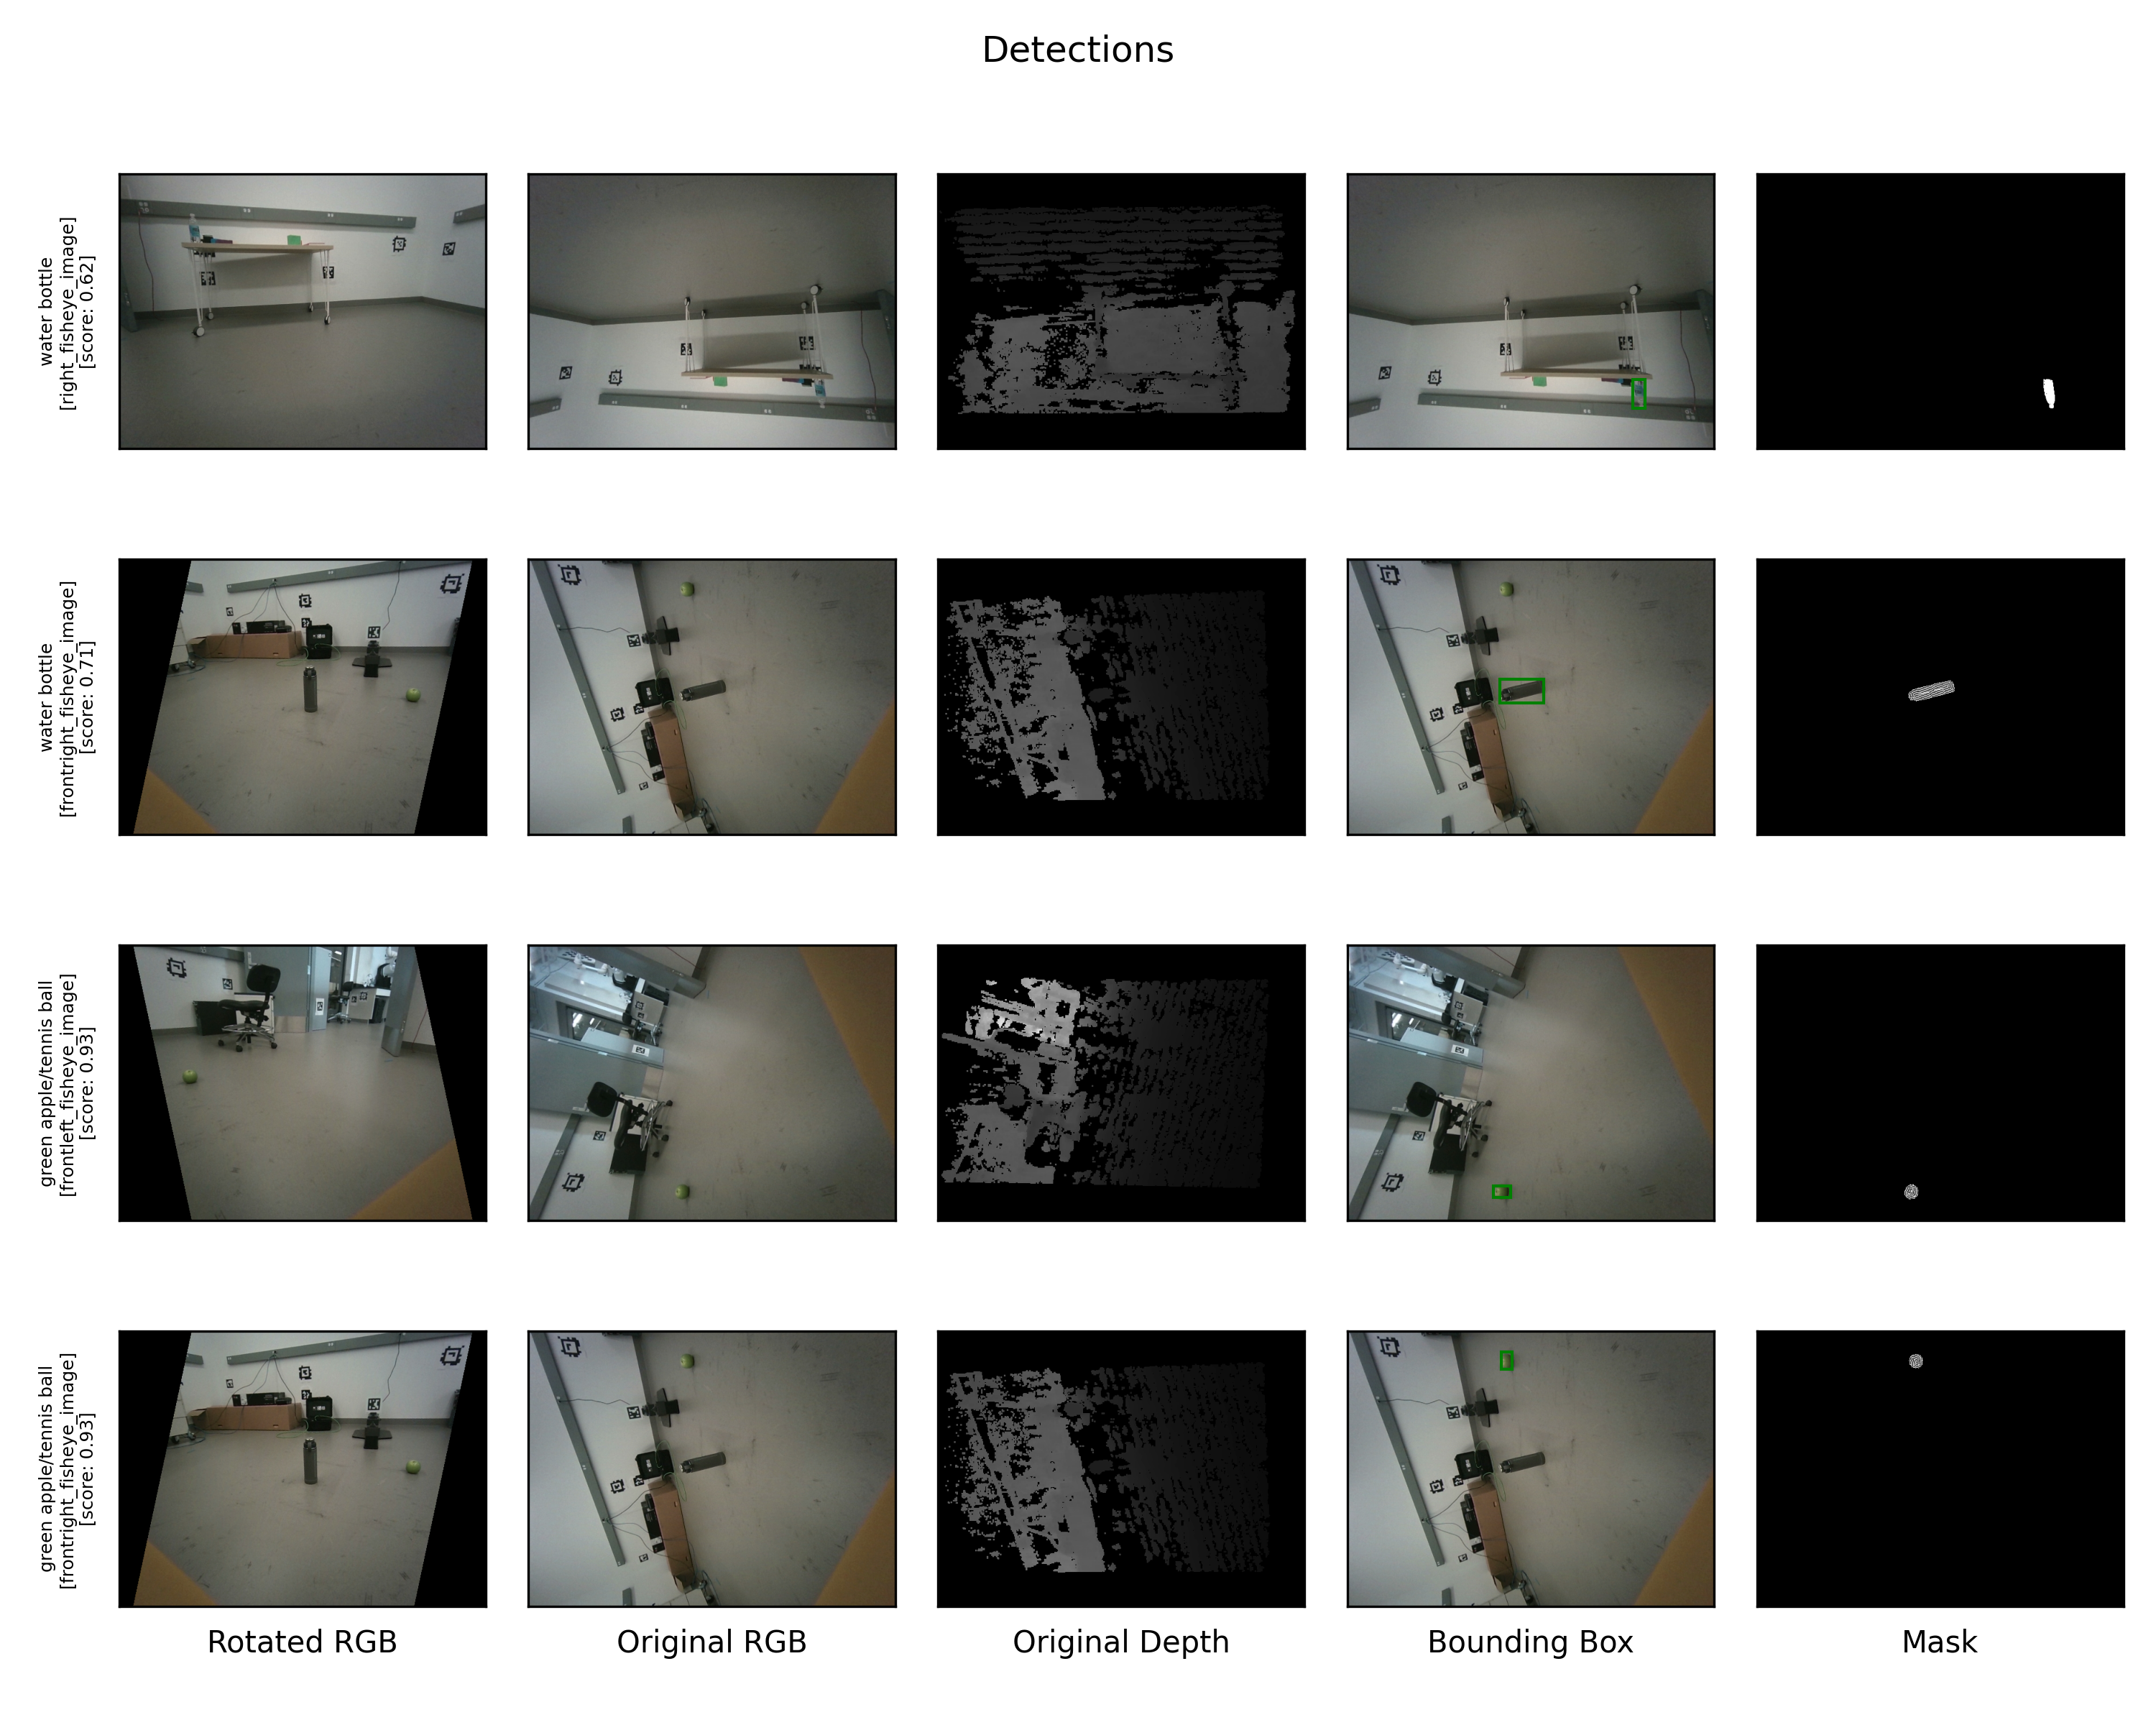 Detections
water bottle
[right_fisheye_image]
[score: 0.62]
water bottle
[frontright_fisheye_image]
[score: 0.71]
green apple/tennis ball
[frontleft_fisheye_image]
[score: 0.93]
green apple/tennis ball
[frontright_fisheye_image]
[score: 0.93]
Rotated RGB
Original RGB
Original Depth
Bounding Box
Mask